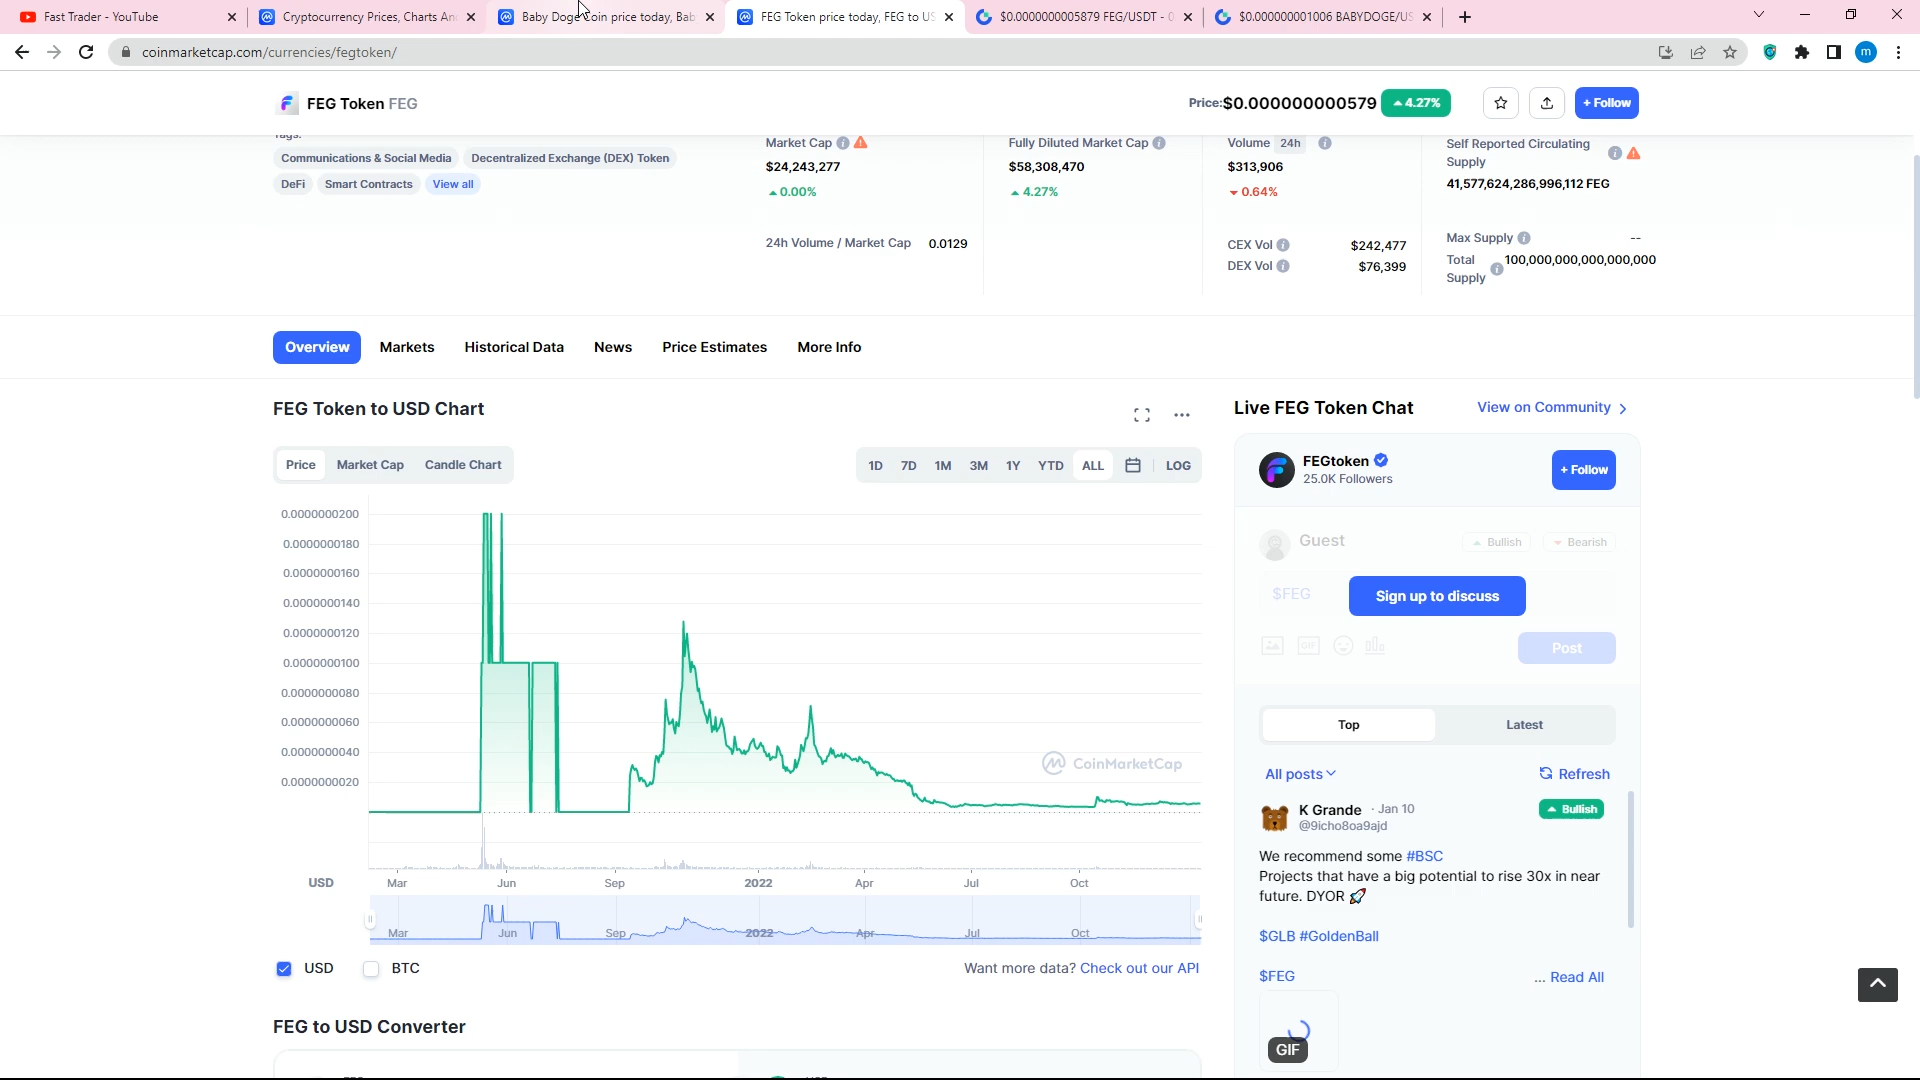 Fast Trader - YouTube
Cryptocurrency Prices, Charts An
Baby Doge Coin price today, Bab
FEG Token price today, FEG to US
$0.0000000005879 FEG/USDT - G
$0.000000001006 BABYDOGE/US
coinmarketcap.com/currencies/fegtoken/
m
FEG Token FEG
Price:$0.000000000579
4.27%
+ Follow
Tags:
Communications & Social Media
Decentralized Exchange (DEX) Token
DeFi
Smart Contracts
View all
Market Cap
$24,243,277
0.00%
24h Volume / Market Cap 0.0129
Fully Diluted Market Cap
$58,308,470
4.27%
Volume 24h
$313,906
0.64%
CEX Vol $242,477
DEX Vol $76,399
Self Reported Circulating
Supply
41,577,624,286,996,112 FEG
Max Supply --
Total
Supply
100,000,000,000,000,000
Overview
Markets
Historical Data
News
Price Estimates
More Info
FEG Token to USD Chart
Price
Market Cap
Candle Chart
1D
7D
1M
3M
1Y
YTD
ALL
LOG
0.0000000200
0.0000000180
0.0000000160
0.0000000140
0.0000000120
0.0000000100
0.0000000080
0.0000000060
0.0000000040
0.0000000020
CoinMarketCap
USD
Mar
Jun
Sep
2022
Apr
Jul
Oct
Mar
Jun
Sep
2022
Apr
Jul
Oct
USD
BTC
Want more data? Check out our API
FEG to USD Converter
Live FEG Token Chat
View on Community
FEGtoken
25.0K Followers
+ Follow
Guest
Bullish
Bearish
$FEG
Sign up to discuss
GIF
Post
Top
Latest
All posts
Refresh
K Grande · Jan 10
@9icho8oa9ajd
Bullish
We recommend some #BSC
Projects that have a big potential to rise 30x in near
future. DYOR 🚀
$GLB #GoldenBall
$FEG
... Read All
GIF